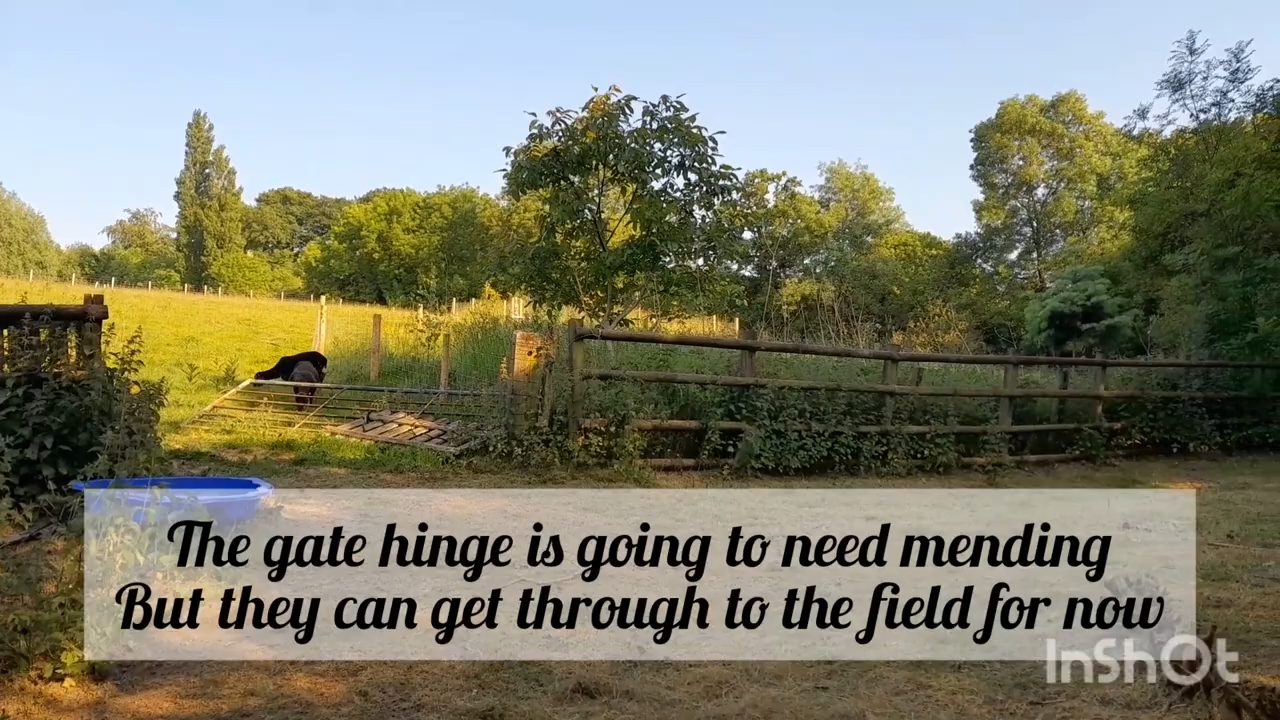 The gate hinge is going to need mending
But they can get through to the field for now
InShOt